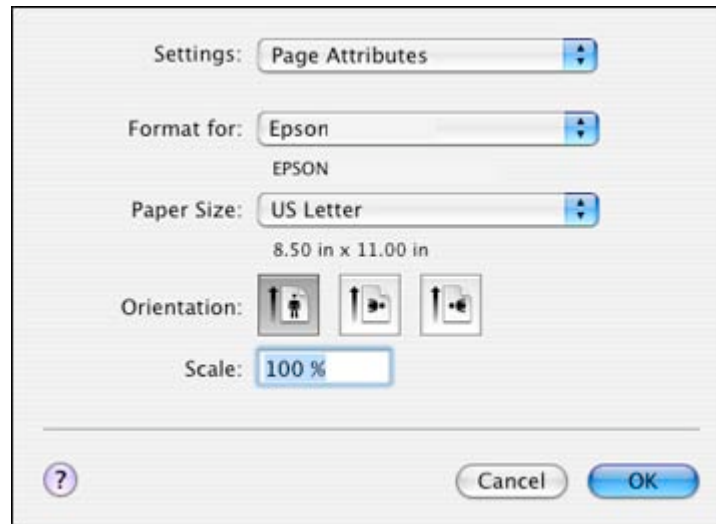 Settings: Page Attributes
Format for: Epson
EPSON
Paper Size: US Letter
8.50 in x 11.00 in
Orientation:
Scale: 100 %
? Cancel OK